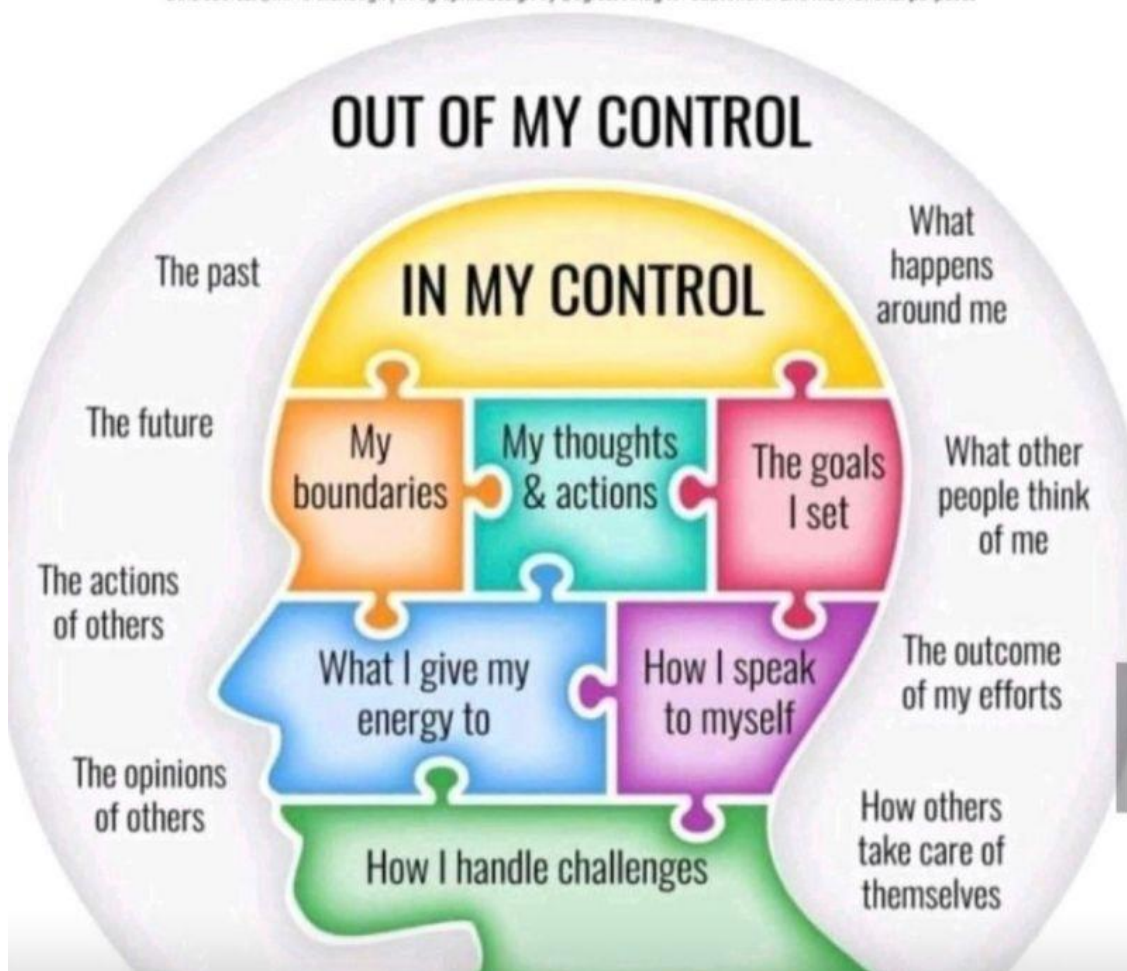 OUT OF MY CONTROL
IN MY CONTROL
The past
The future
The actions
of others
The opinions
of others
My
boundaries
My thoughts
& actions
The goals
I set
What I give my
energy to
How I speak
to myself
How I handle challenges
What
happens
around me
What other
people think
of me
The outcome
of my efforts
How others
take care of
themselves